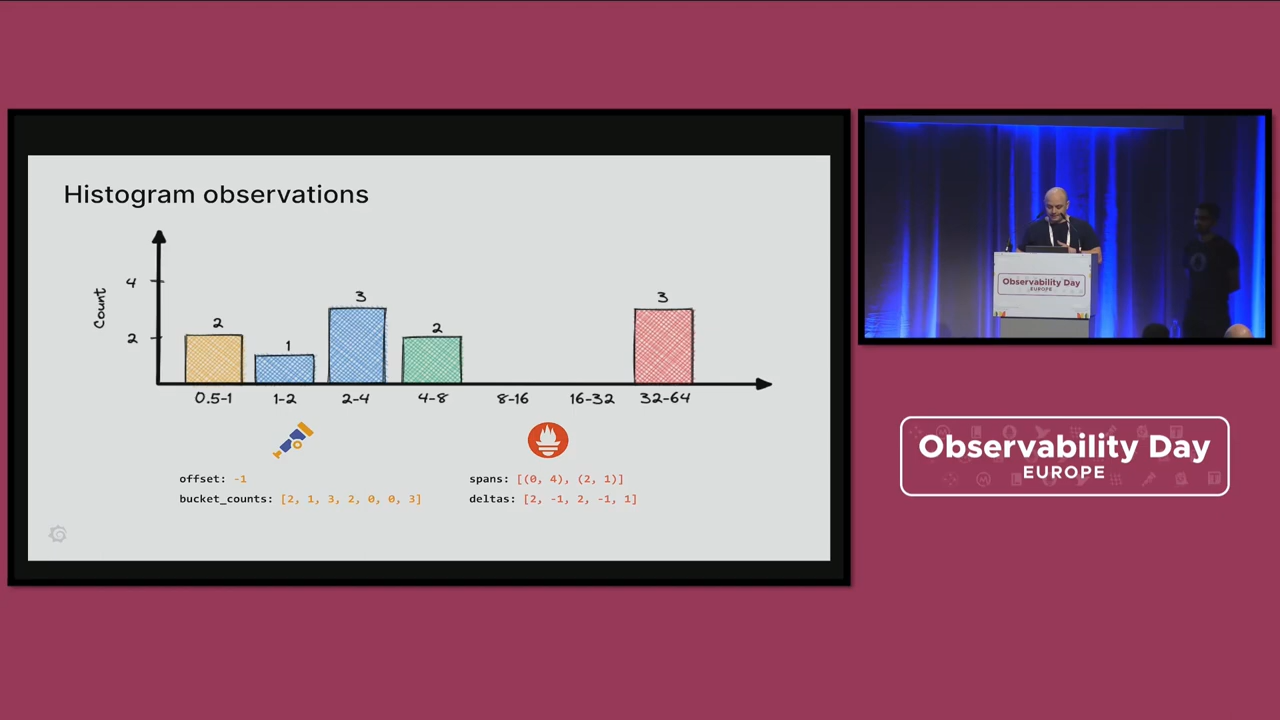 Histogram observations
Count
4
2
2
1
3
2
3
0.5-1
1-2
2-4
4-8
8-16
16-32
32-64
offset: -1
bucket_counts: [2, 1, 3, 2, 0, 0, 3]
spans: [(0, 4), (2, 1)]
deltas: [2, -1, 2, -1, 1]
Observability Day
EUROPE
Observability Day
EUROPE